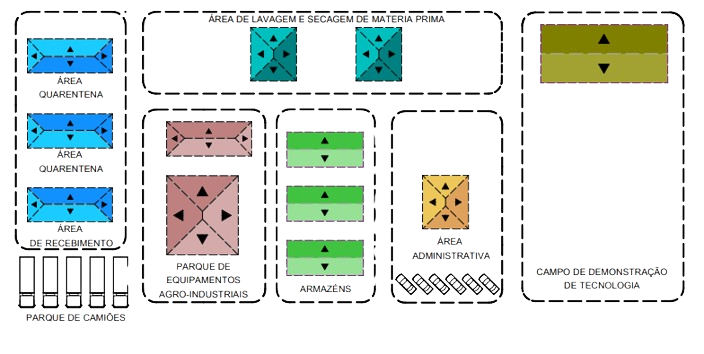 ÁREA DE LAVAGEM E SECAGEM DE MATERIA PRIMA
ÁREA
QUARENTENA
ÁREA
QUARENTENA
ÁREA
DE RECEBIMENTO
PARQUE DE CAMIÕES
PARQUE DE
EQUIPAMENTOS
AGRO-INDUSTRIAIS
ARMAZÉNS
ÁREA
ADMINISTRATIVA
CAMPO DE DEMONSTRAÇÃO
DE TECNOLOGIA